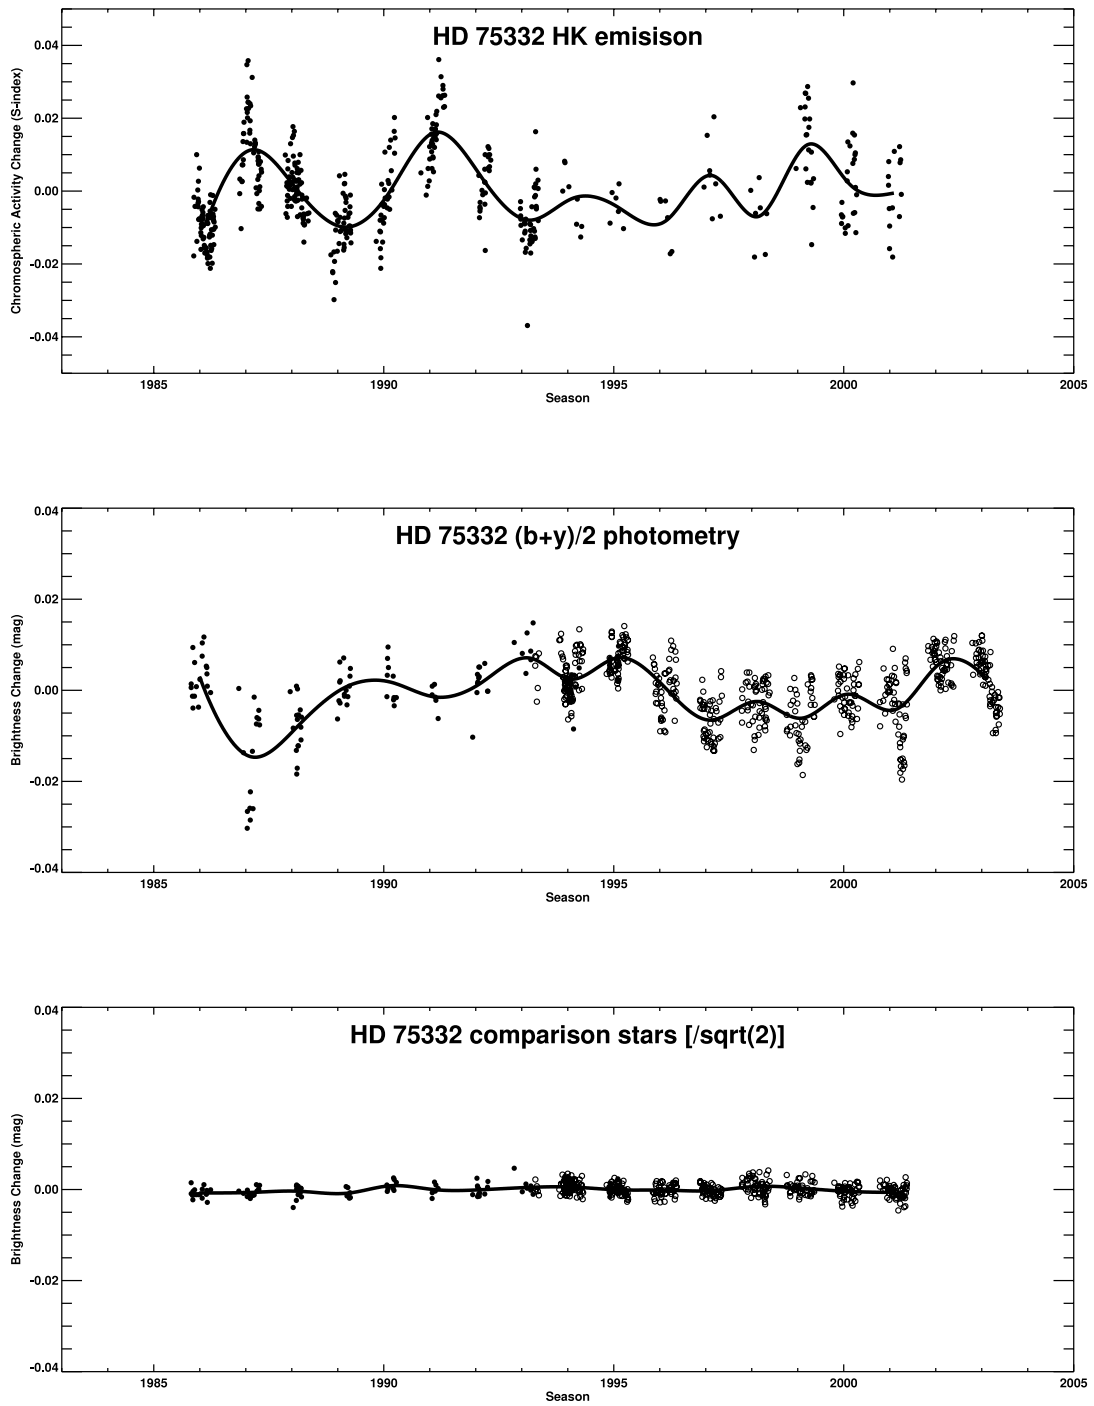 HD 75332 HK emisison
Chromospheric Activity Change (S-index)
0.04
0.02
0.00
-0.02
-0.04
1985 1990 1995 2000 2005
Season
HD 75332 (b+y)/2 photometry
Brightness Change (mag)
0.04
0.02
0.00
-0.02
-0.04
1985 1990 1995 2000 2005
Season
HD 75332 comparison stars [/sqrt(2)]
Brightness Change (mag)
0.04
0.02
0.00
-0.02
-0.04
1985 1990 1995 2000 2005
Season